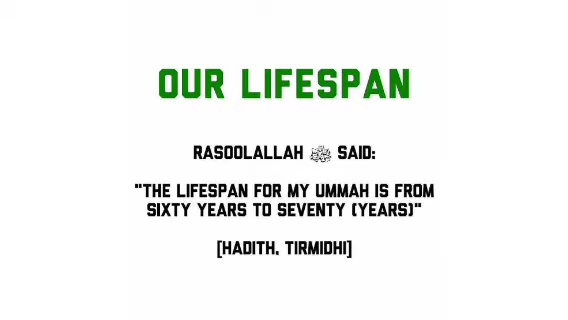 OUR LIFESPAN
RASOOLALLAH ﷺ SAID:
"THE LIFESPAN FOR MY UMMAH IS FROM
SIXTY YEARS TO SEVENTY (YEARS)"
[HADITH, TIRMIDHI]